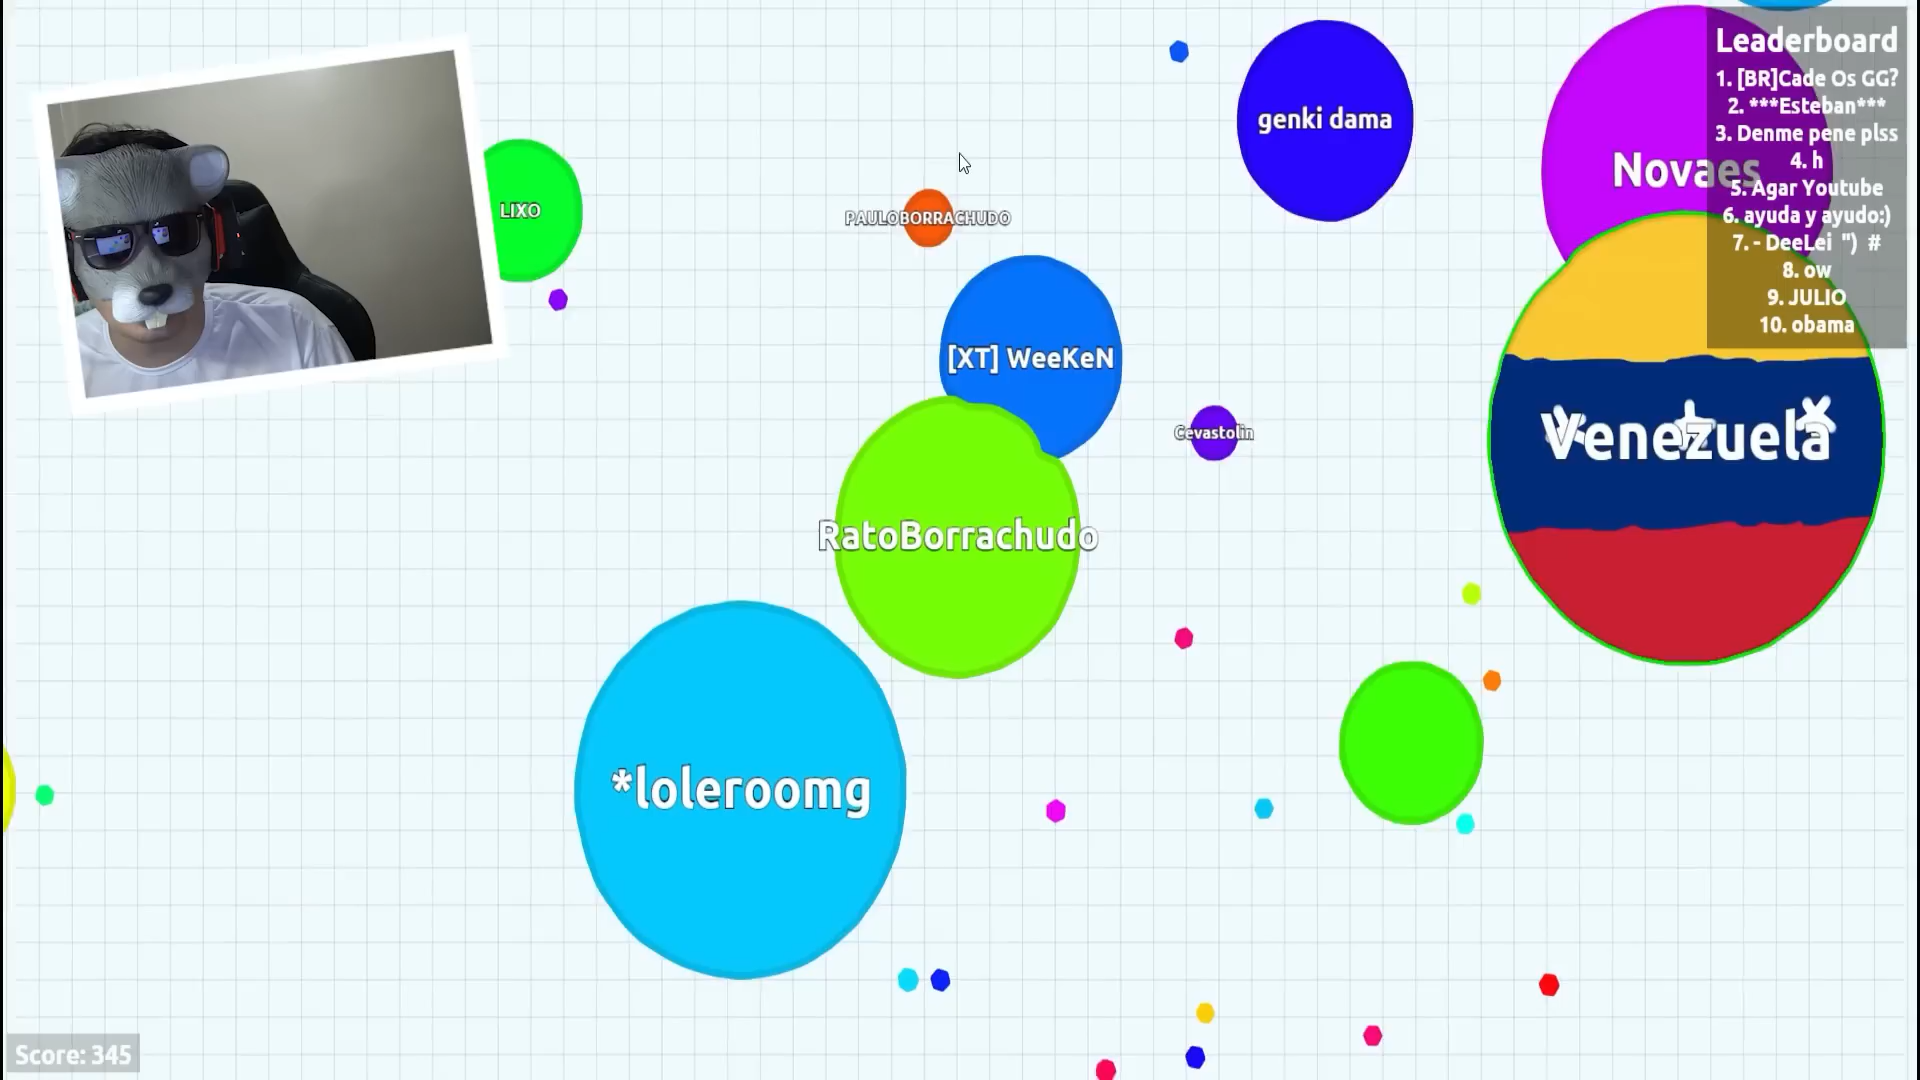 Leaderboard
1. [BR]Cade Os GG?
2. ***Esteban***
3. Denme pene plss
4. h
5. Agar Youtube
6. ayuda y ayudo:)
7. - DeeLei ") #
8. ow
9. JULIO
10. obama
genki dama
Novaes
LIXO
PAULOBORRACHUDO
[XT] WeeKeN
Cevastolin
Venezuela
RatoBorrachudo
*loleroomg
Score: 345